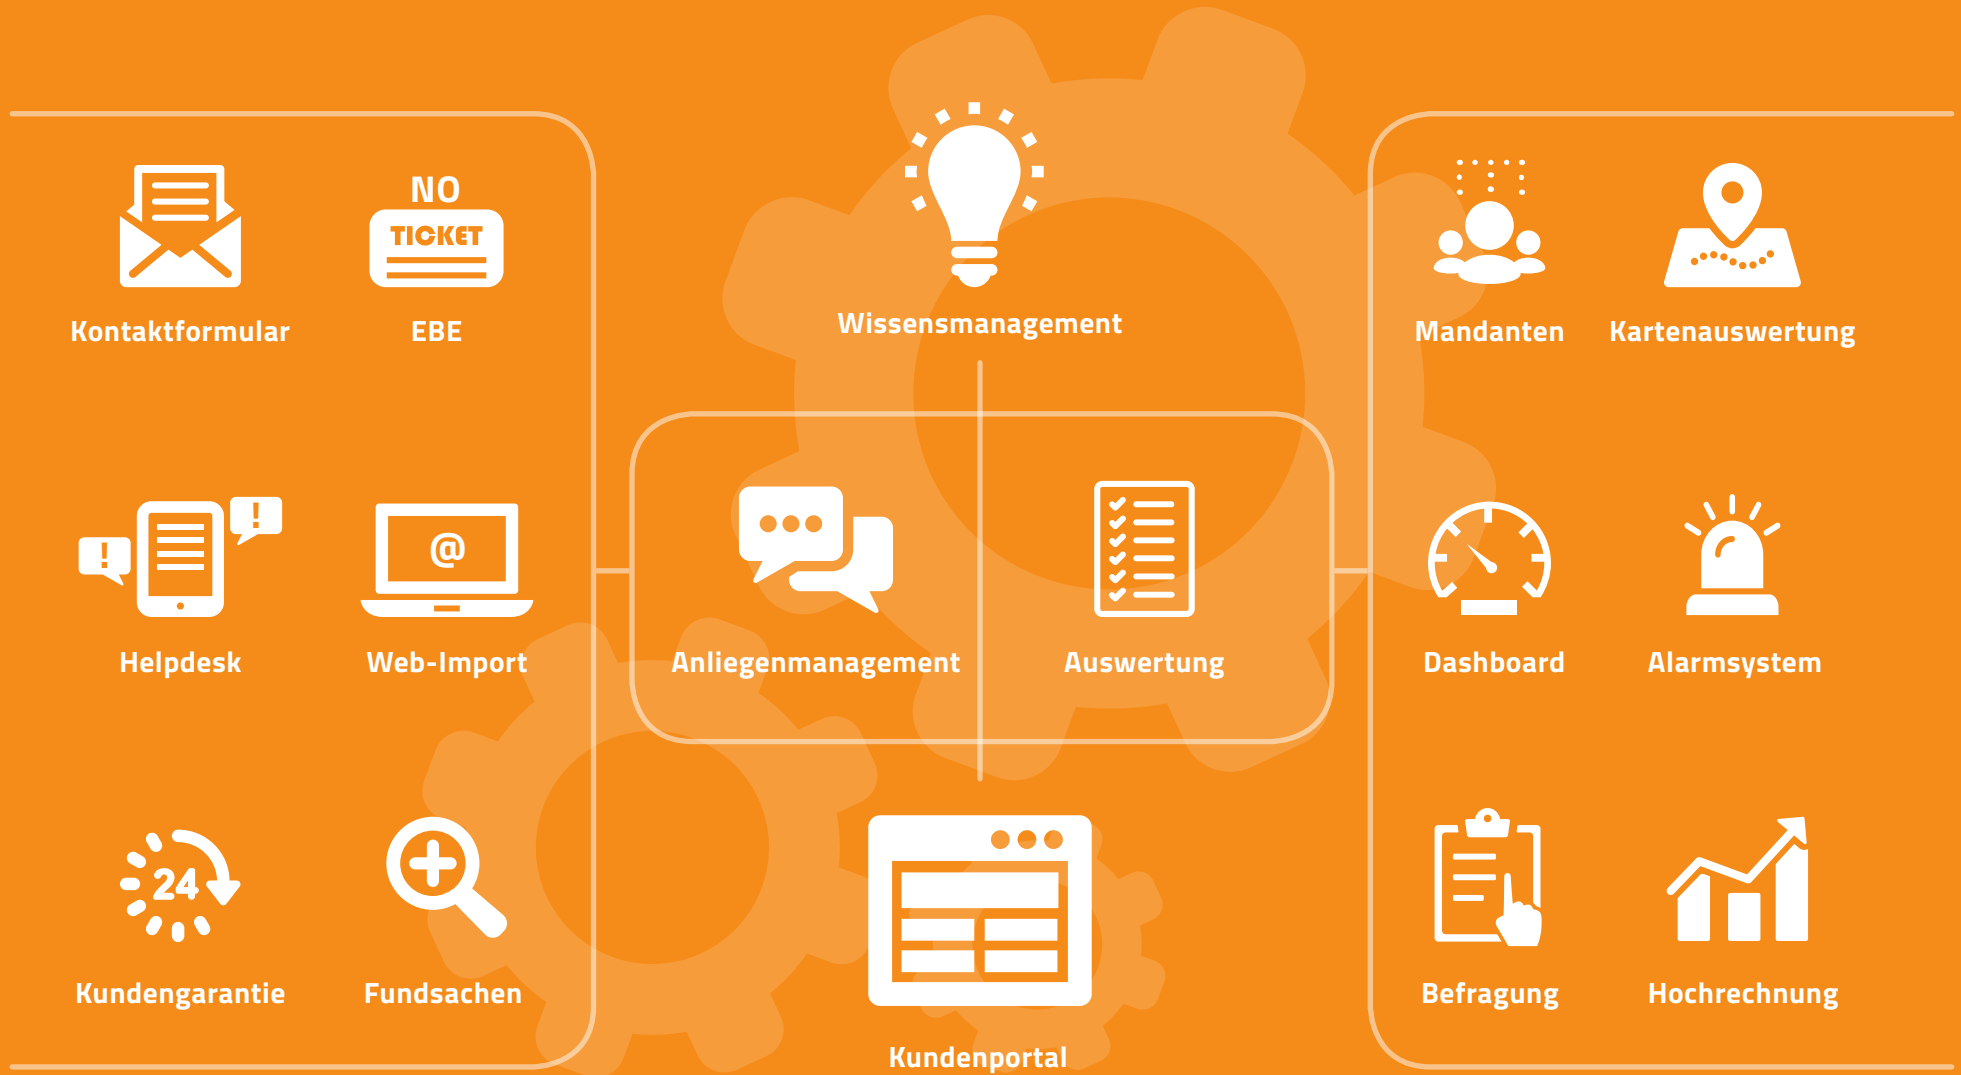 NO
TICKET
Kontaktformular
EBE
Wissensmanagement
Mandanten
Kartenauswertung
!
!
@
Helpdesk
Web-Import
Anliegenmanagement
Auswertung
Dashboard
Alarmsystem
24
Kundengarantie
Fundsachen
Kundenportal
Befragung
Hochrechnung